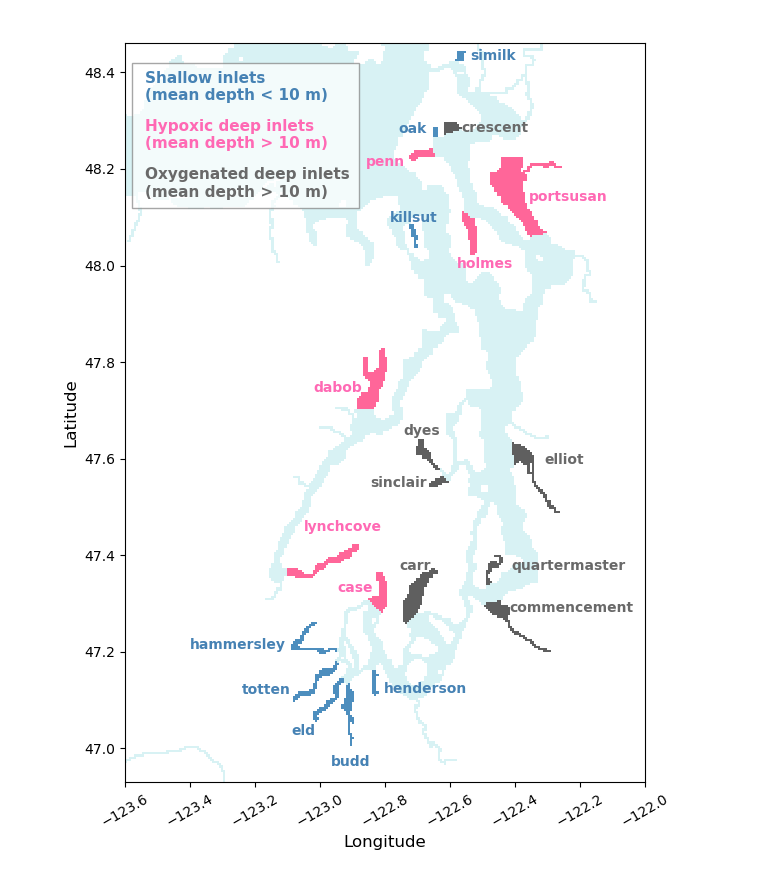 similk
Shallow inlets
(mean depth < 10 m)
Hypoxic deep inlets
(mean depth > 10 m)
Oxygenated deep inlets
(mean depth > 10 m)
oak
crescent
penn
portsusan
killsut
holmes
dabob
dyes
elliot
sinclair
lynchcove
carr
quartermaster
case
commencement
hammersley
totten
henderson
eld
budd
48.4
48.2
48.0
47.8
47.6
47.4
47.2
47.0
Latitude
−123.6
−123.4
−123.2
−123.0
−122.8
−122.6
−122.4
−122.2
−122.0
Longitude